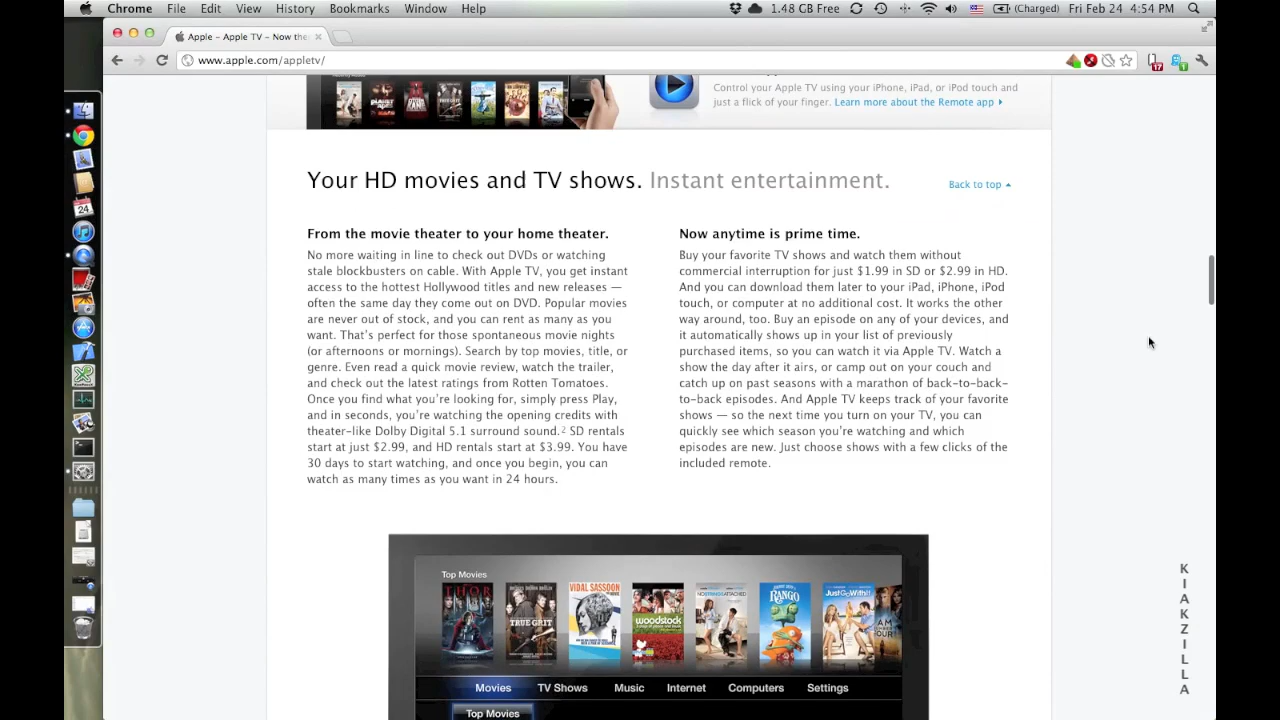 Chrome File Edit View History Bookmarks Window Help 1.48 GB Free (Charged) Fri Feb 24 4:54 PM
Apple – Apple TV – Now the
www.apple.com/appletv/
17 1
24
Control your Apple TV using your iPhone, iPad, or iPod touch and
just a flick of your finger. Learn more about the Remote app
Your HD movies and TV shows. Instant entertainment.
Back to top
From the movie theater to your home theater.
No more waiting in line to check out DVDs or watching
stale blockbusters on cable. With Apple TV, you get instant
access to the hottest Hollywood titles and new releases —
often the same day they come out on DVD. Popular movies
are never out of stock, and you can rent as many as you
want. That's perfect for those spontaneous movie nights
(or afternoons or mornings). Search by top movies, title, or
genre. Even read a quick movie review, watch the trailer,
and check out the latest ratings from Rotten Tomatoes.
Once you find what you're looking for, simply press Play,
and in seconds, you're watching the opening credits with
theater-like Dolby Digital 5.1 surround sound.² SD rentals
start at just $2.99, and HD rentals start at $3.99. You have
30 days to start watching, and once you begin, you can
watch as many times as you want in 24 hours.
Now anytime is prime time.
Buy your favorite TV shows and watch them without
commercial interruption for just $1.99 in SD or $2.99 in HD.
And you can download them later to your iPad, iPhone, iPod
touch, or computer at no additional cost. It works the other
way around, too. Buy an episode on any of your devices, and
it automatically shows up in your list of previously
purchased items, so you can watch it via Apple TV. Watch a
show the day after it airs, or camp out on your couch and
catch up on past seasons with a marathon of back-to-back-
to-back episodes. And Apple TV keeps track of your favorite
shows — so the next time you turn on your TV, you can
quickly see which season you're watching and which
episodes are new. Just choose shows with a few clicks of the
included remote.
Top Movies
THOR
TRUE GRIT
VIDAL SASSOON
woodstock
RANGO
Just Go With It
Movies TV Shows Music Internet Computers Settings
Top Movies
KIAKZILLA